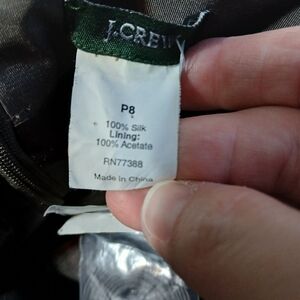 J.CREW
P8
100% Silk
Lining:
100% Acetate
RN77388
Made in China